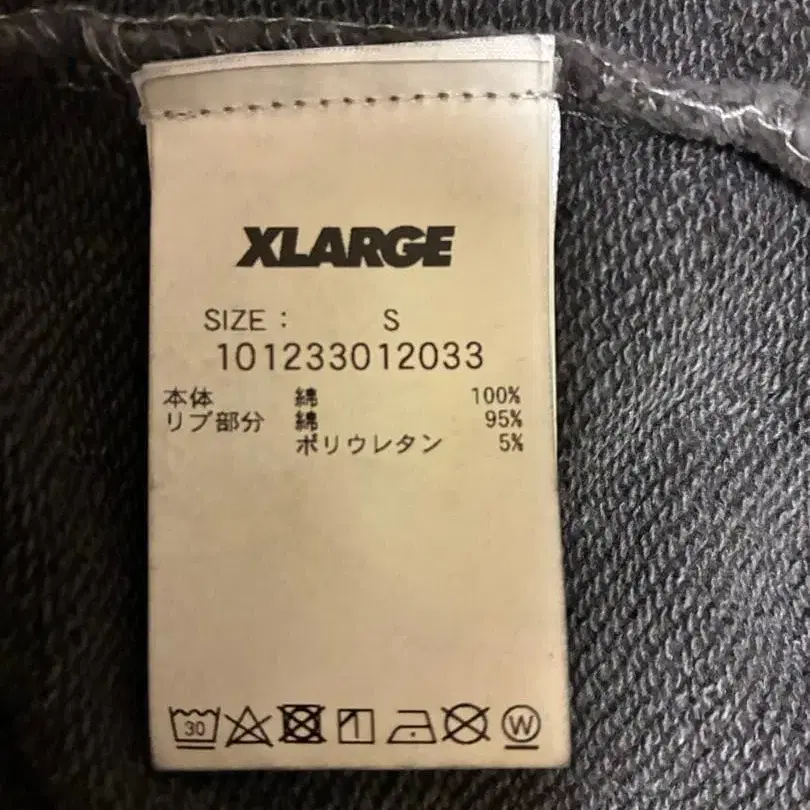 XLARGE
SIZE : S
101233012033
本体 綿 100%
リブ部分 綿 95%
ポリウレタン 5%
30
W